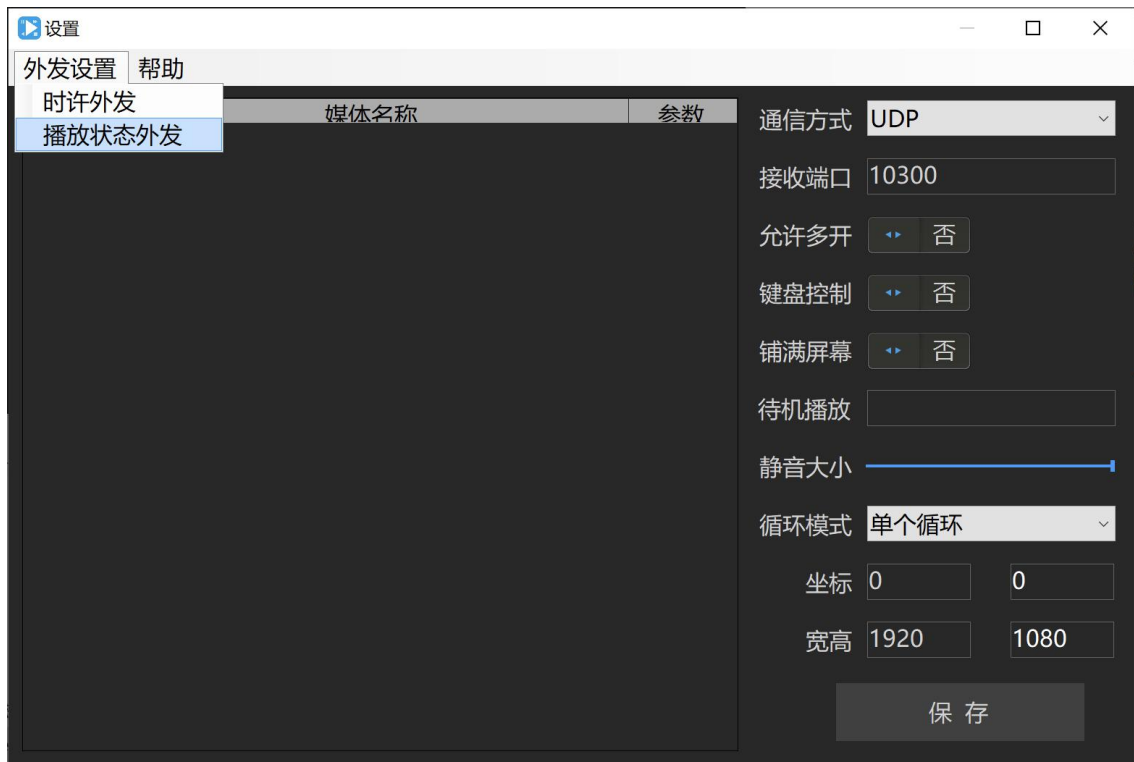 设置
外发设置 帮助
时许外发
播放状态外发
媒体名称 参数
通信方式 UDP
接收端口 10300
允许多开 否
键盘控制 否
铺满屏幕 否
待机播放
静音大小
循环模式 单个循环
坐标 0 0
宽高 1920 1080
保存